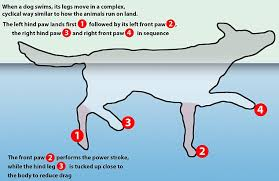 When a dog swims, its legs move in a complex,
cyclical way similar to how the animals run on land.
The left hind paw lands first 1 followed by its left front paw 2,
the right hind paw 3 and right front paw 4 in sequence
4
3
1
2
The front paw 2 performs the power stroke,
while the hind leg 3 is tucked up close to
the body to reduce drag